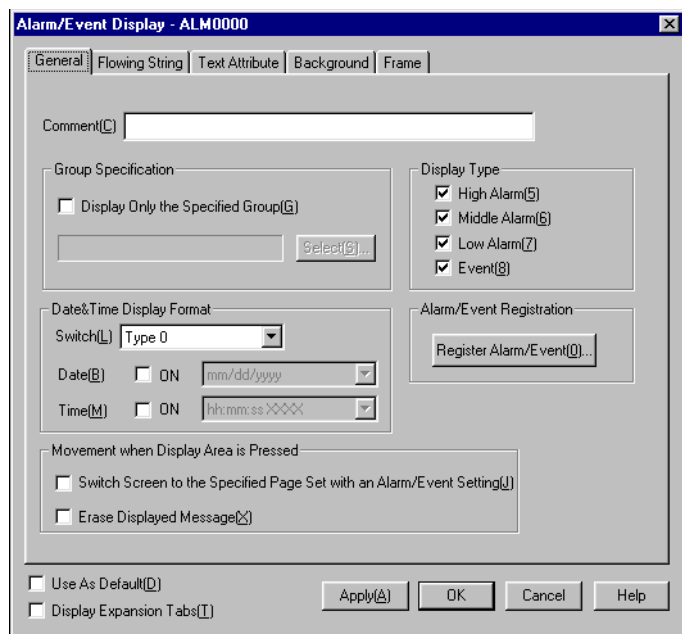 Alarm/Event Display - ALM0000
General Flowing String Text Attribute Background Frame
Comment(C)
Group Specification
Display Only the Specified Group(G)
Select(S)...
Display Type
High Alarm(5)
Middle Alarm(6)
Low Alarm(7)
Event(8)
Date&Time Display Format
Switch(L) Type 0
Date(B) ON mm/dd/yyyy
Time(M) ON hh:mm:ss XXXX
Alarm/Event Registration
Register Alarm/Event(0)...
Movement when Display Area is Pressed
Switch Screen to the Specified Page Set with an Alarm/Event Setting(J)
Erase Displayed Message(X)
Use As Default(D)
Display Expansion Tabs(T)
Apply(A) OK Cancel Help